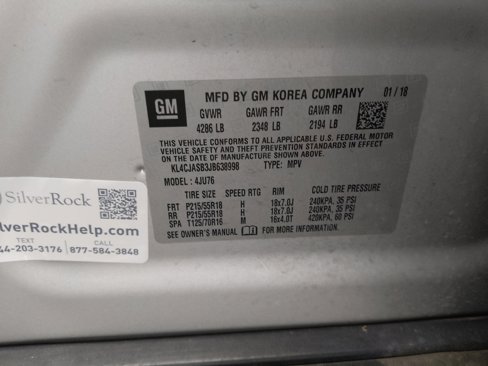 GM
MFD BY GM KOREA COMPANY 01 / 18
GVWR GAWR FRT GAWR RR
4286 LB 2348 LB 2194 LB
THIS VEHICLE CONFORMS TO ALL APPLICABLE U.S. FEDERAL MOTOR
VEHICLE SAFETY AND THEFT PREVENTION STANDARDS IN EFFECT
ON THE DATE OF MANUFACTURE SHOWN ABOVE.
KL4CJASB3JB638998 TYPE: MPV
MODEL : 4JU76
TIRE SIZE SPEED RTG RIM COLD TIRE PRESSURE
FRT P215/55R18 H 18x7.0J 240KPA, 35 PSI
RR P215/55R18 H 18x7.0J 240KPA, 35 PSI
SPA T125/70R16 M 16x4.0T 420KPA, 60 PSI
SEE OWNER'S MANUAL FOR MORE INFORMATION
SilverRock
ilverRockHelp.com
TEXT CALL
44-203-3176 877-584-3848